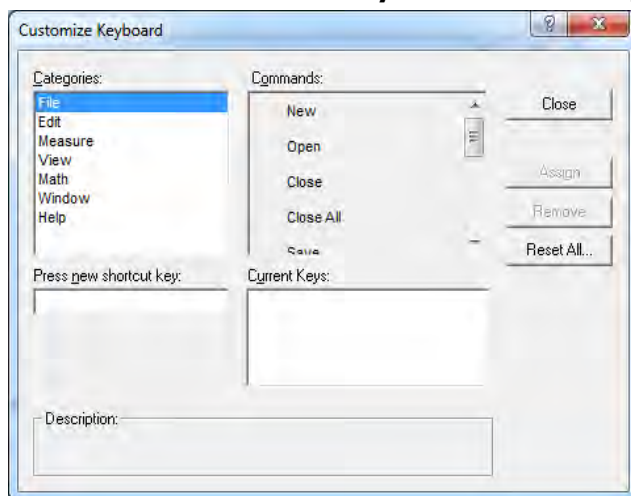 Customize Keyboard
Categories:
Commands:
File
Edit
Measure
View
Math
Window
Help
New
Open
Close
Close All
Save
Close
Assign
Remove
Reset All...
Press new shortcut key:
Current Keys:
Description: